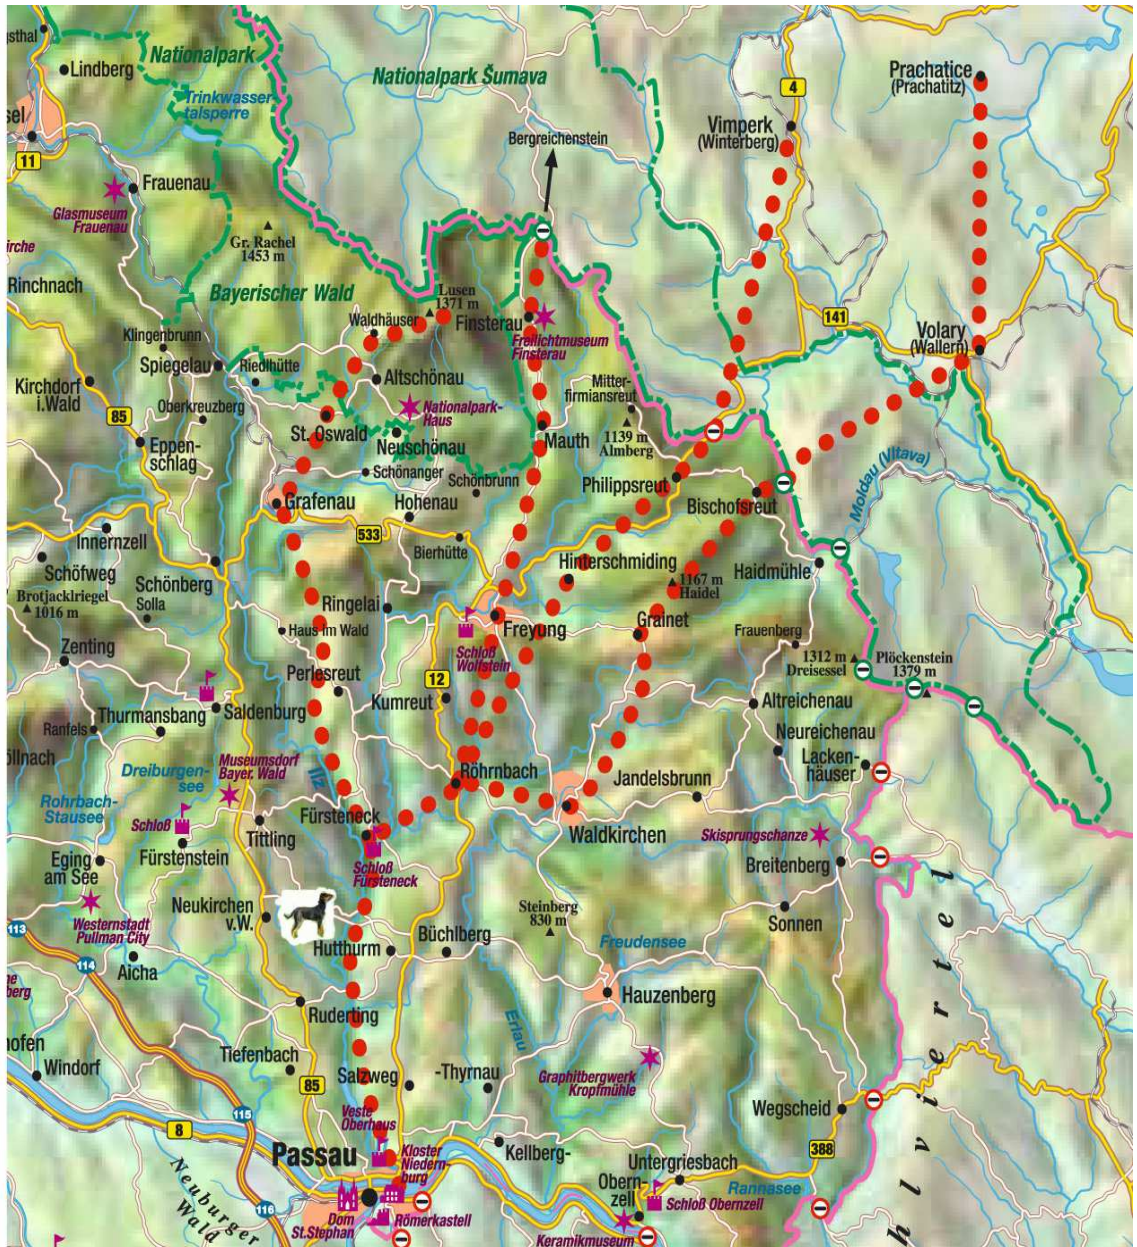 Nationalpark
Lindberg
Trinkwasser-
talsperre
Nationalpark Šumava
Bergreichenstein
4
Vimperk
(Winterberg)
Prachatice
(Prachatitz)
11
Frauenau
Glasmuseum
Frauenau
Gr. Rachel
1453 m
Rinchnach
Bayerischer Wald
Lusen
1371 m
Waldhäuser
Finsterau
Freilichtmuseum
Finsterau
141
Volary
(Wallern)
Klingenbrunn
Spiegelau
Riedlhütte
Altschönau
Kirchdorf
i.Wald
85
Oberkreuzberg
St. Oswald
Nationalpark-
Haus
Neuschönau
Mitter-
firmiansreut
1139 m
Almberg
Mauth
Eppen-
schlag
Schönanger
Schönbrunn
Philippsreut
Bischofsreut
Moldau (Vltava)
Grafenau
Hohenau
533
Bierhütte
Innernzell
Schöfweg
Schönberg
Hinterschmiding
Haidmühle
1167 m
Haidel
Brotjacklriegel
1016 m
Solla
Ringelai
Haus im Wald
Freyung
Grainet
Frauenberg
Schloß
Wolfstein
Zenting
Perlesreut
12
1312 m
Dreisessel
Plöckenstein
1379 m
Kumreut
Thurmansbang
Saldenburg
Altreichenau
Ranfels
Neureichenau
Dreiburgen-
see
Museumsdorf
Bayer. Wald
Ilz
Röhrnbach
Jandelsbrunn
Lacken-
häuser
Rohrbach-
Stausee
Schloß
Fürsteneck
Waldkirchen
Skisprungschanze
Tittling
Fürstenstein
Eging
am See
Schloß
Fürsteneck
Breitenberg
Westernstadt
Pullman City
Neukirchen
v.W.
Steinberg
830 m
Sonnen
113
114
Aicha
Hutthurm
Büchlberg
Freudensee
Hauzenberg
Ruderting
Erlau
Windorf
Tiefenbach
Salzweg
-Thyrnau
Graphitbergwerk
Kropfmühle
85
115
8
Veste
Oberhaus
Wegscheid
Passau
Kloster
Niedern-
burg
Kellberg-
388
Untergriesbach
Neuburger
Wald
116
Obern-
zell
Schloß Obernzell
Rannasee
Dom
St.Stephan
Römerkastell
Keramikmuseum